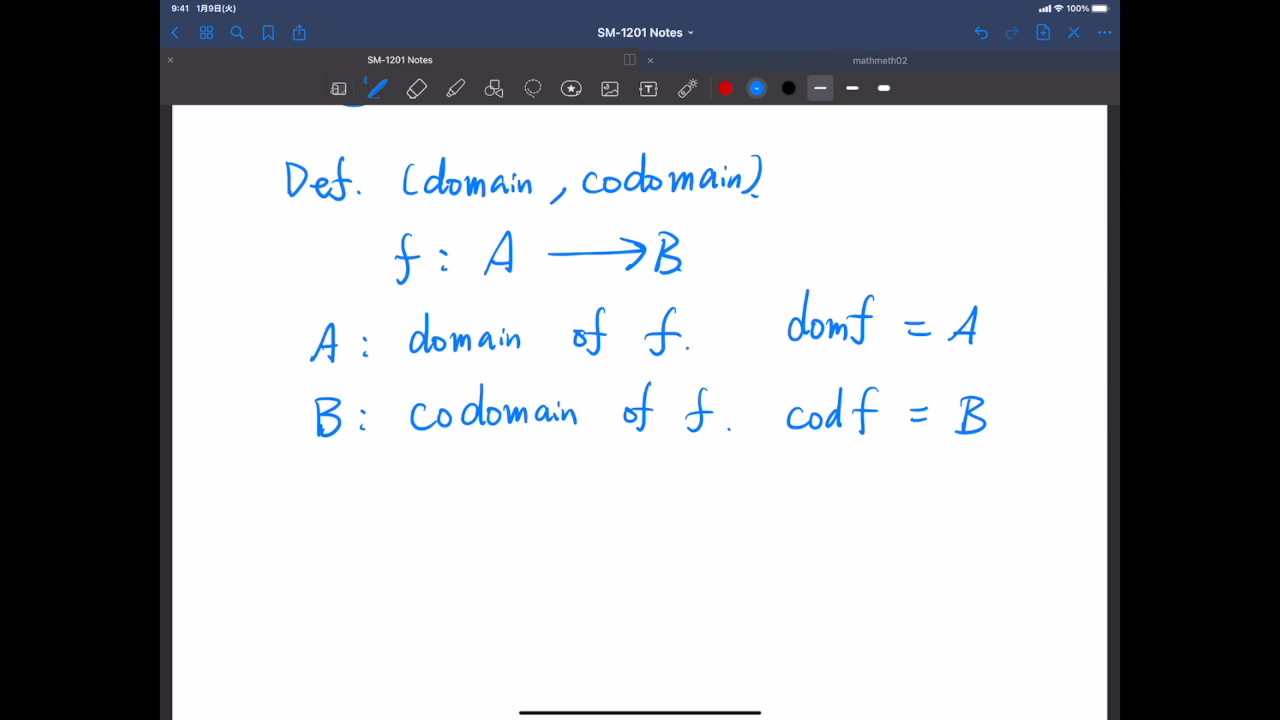 9:41 1月9日(火) 100%
SM-1201 Notes
SM-1201 Notes mathmeth02
Def. (domain, codomain)
f : A ⟶ B
A : domain of f. domf = A
B : codomain of f. codf = B